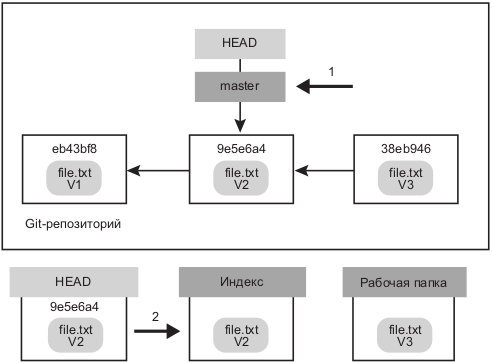 HEAD
1
master
eb43bf8
9e5e6a4
38eb946
file.txt
V1
file.txt
V2
file.txt
V3
Git-репозиторий
HEAD
Индекс
Рабочая папка
9e5e6a4
2
file.txt
V2
file.txt
V2
file.txt
V3